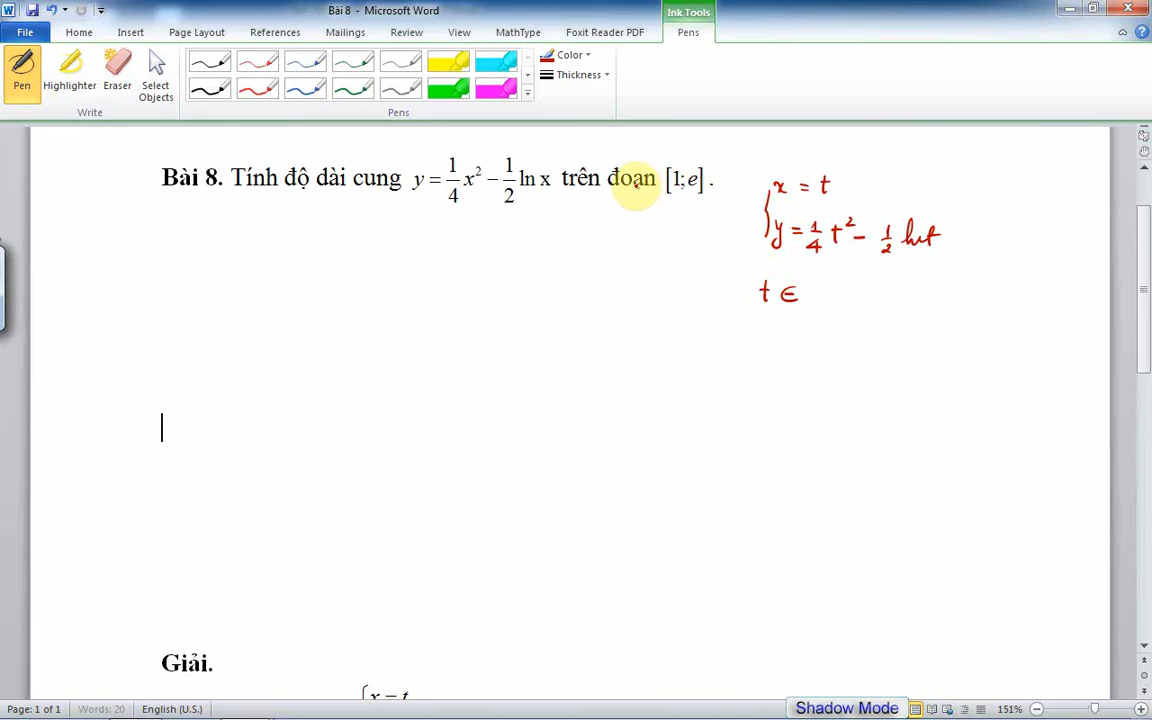 Bài 8 - Microsoft Word
Ink Tools
File Home Insert Page Layout References Mailings Review View MathType Foxit Reader PDF Pens
Pen Highlighter Eraser Select Objects
Color
Thickness
Write Pens
Bài 8. Tính độ dài cung y = 1/4 x² − 1/2 ln x trên đoạn [1;e].
x = t
y = 1/4 t² − 1/2 ln t
t ∈
Giải.
{x = t
Page: 1 of 1 Words: 20 English (U.S.) Shadow Mode 151%